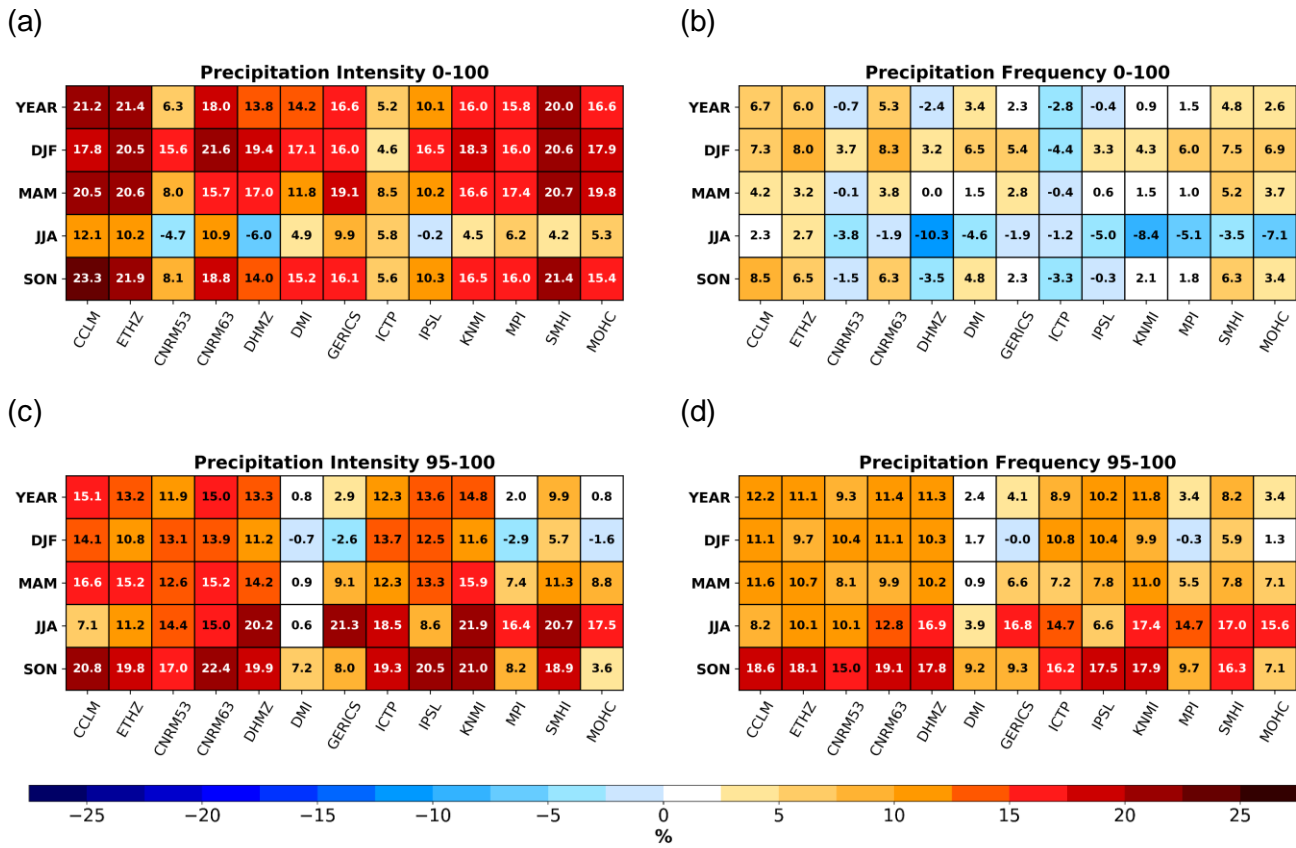 (a)
Precipitation Intensity 0-100
YEAR 21.2 21.4 6.3 18.0 13.8 14.2 16.6 5.2 10.1 16.0 15.8 20.0 16.6
DJF 17.8 20.5 15.6 21.6 19.4 17.1 16.0 4.6 16.5 18.3 16.0 20.6 17.9
MAM 20.5 20.6 8.0 15.7 17.0 11.8 19.1 8.5 10.2 16.6 17.4 20.7 19.8
JJA 12.1 10.2 -4.7 10.9 -6.0 4.9 9.9 5.8 -0.2 4.5 6.2 4.2 5.3
SON 23.3 21.9 8.1 18.8 14.0 15.2 16.1 5.6 10.3 16.5 16.0 21.4 15.4
CCLM ETHZ CNRM53 CNRM63 DHMZ DMI GERICS ICTP IPSL KNMI MPI SMHI MOHC
(b)
Precipitation Frequency 0-100
YEAR 6.7 6.0 -0.7 5.3 -2.4 3.4 2.3 -2.8 -0.4 0.9 1.5 4.8 2.6
DJF 7.3 8.0 3.7 8.3 3.2 6.5 5.4 -4.4 3.3 4.3 6.0 7.5 6.9
MAM 4.2 3.2 -0.1 3.8 0.0 1.5 2.8 -0.4 0.6 1.5 1.0 5.2 3.7
JJA 2.3 2.7 -3.8 -1.9 -10.3 -4.6 -1.9 -1.2 -5.0 -8.4 -5.1 -3.5 -7.1
SON 8.5 6.5 -1.5 6.3 -3.5 4.8 2.3 -3.3 -0.3 2.1 1.8 6.3 3.4
CCLM ETHZ CNRM53 CNRM63 DHMZ DMI GERICS ICTP IPSL KNMI MPI SMHI MOHC
(c)
Precipitation Intensity 95-100
YEAR 15.1 13.2 11.9 15.0 13.3 0.8 2.9 12.3 13.6 14.8 2.0 9.9 0.8
DJF 14.1 10.8 13.1 13.9 11.2 -0.7 -2.6 13.7 12.5 11.6 -2.9 5.7 -1.6
MAM 16.6 15.2 12.6 15.2 14.2 0.9 9.1 12.3 13.3 15.9 7.4 11.3 8.8
JJA 7.1 11.2 14.4 15.0 20.2 0.6 21.3 18.5 8.6 21.9 16.4 20.7 17.5
SON 20.8 19.8 17.0 22.4 19.9 7.2 8.0 19.3 20.5 21.0 8.2 18.9 3.6
CCLM ETHZ CNRM53 CNRM63 DHMZ DMI GERICS ICTP IPSL KNMI MPI SMHI MOHC
(d)
Precipitation Frequency 95-100
YEAR 12.2 11.1 9.3 11.4 11.3 2.4 4.1 8.9 10.2 11.8 3.4 8.2 3.4
DJF 11.1 9.7 10.4 11.1 10.3 1.7 -0.0 10.8 10.4 9.9 -0.3 5.9 1.3
MAM 11.6 10.7 8.1 9.9 10.2 0.9 6.6 7.2 7.8 11.0 5.5 7.8 7.1
JJA 8.2 10.1 10.1 12.8 16.9 3.9 16.8 14.7 6.6 17.4 14.7 17.0 15.6
SON 18.6 18.1 15.0 19.1 17.8 9.2 9.3 16.2 17.5 17.9 9.7 16.3 7.1
CCLM ETHZ CNRM53 CNRM63 DHMZ DMI GERICS ICTP IPSL KNMI MPI SMHI MOHC
−25 −20 −15 −10 −5 0 5 10 15 20 25
%